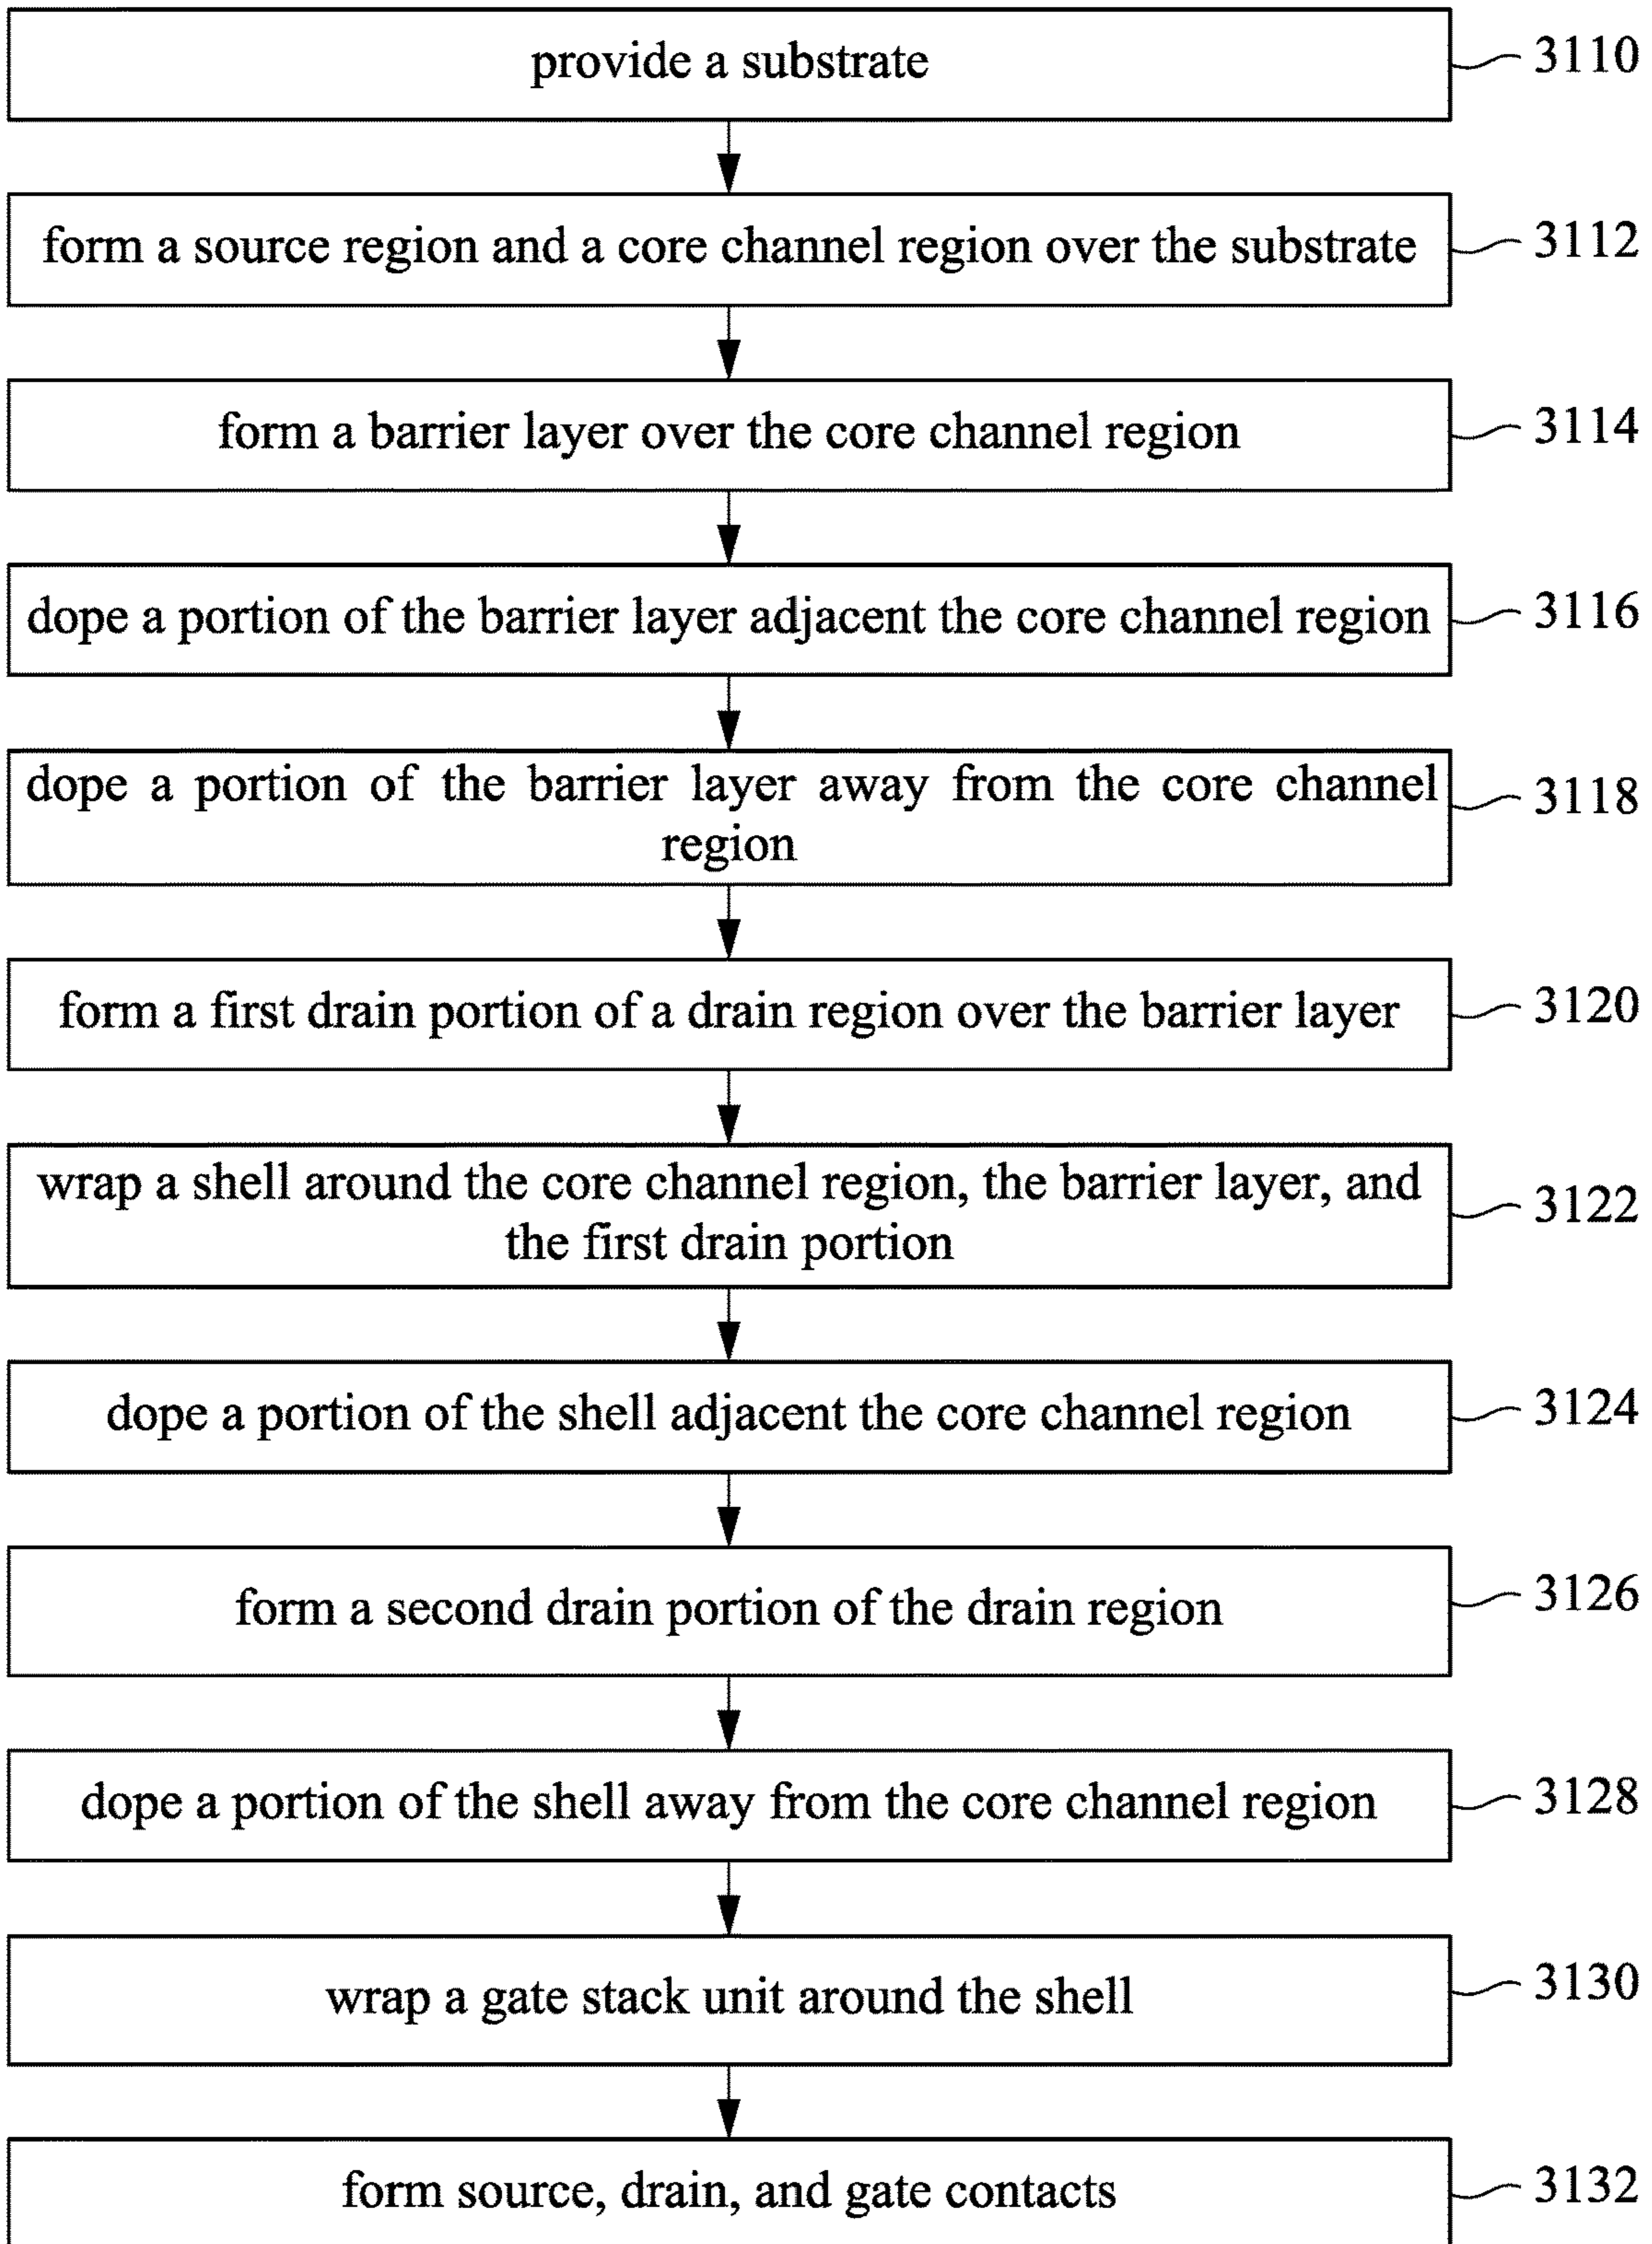 provide a substrate
3110
form a source region and a core channel region over the substrate
3112
form a barrier layer over the core channel region
3114
dope a portion of the barrier layer adjacent the core channel region
3116
dope a portion of the barrier layer away from the core channel
region
3118
form a first drain portion of a drain region over the barrier layer
3120
wrap a shell around the core channel region, the barrier layer, and
the first drain portion
3122
dope a portion of the shell adjacent the core channel region
3124
form a second drain portion of the drain region
3126
dope a portion of the shell away from the core channel region
3128
wrap a gate stack unit around the shell
3130
form source, drain, and gate contacts
3132